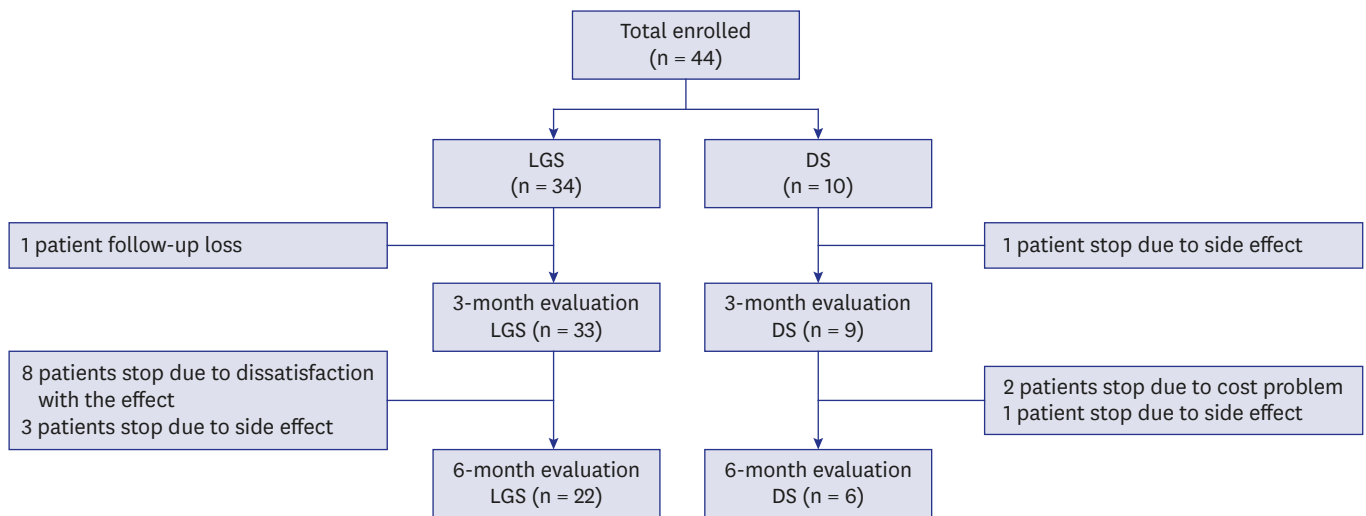 Total enrolled
(n = 44)
LGS
(n = 34)
DS
(n = 10)
1 patient follow-up loss
1 patient stop due to side effect
3-month evaluation
LGS (n = 33)
3-month evaluation
DS (n = 9)
8 patients stop due to dissatisfaction
with the effect
3 patients stop due to side effect
2 patients stop due to cost problem
1 patient stop due to side effect
6-month evaluation
LGS (n = 22)
6-month evaluation
DS (n = 6)